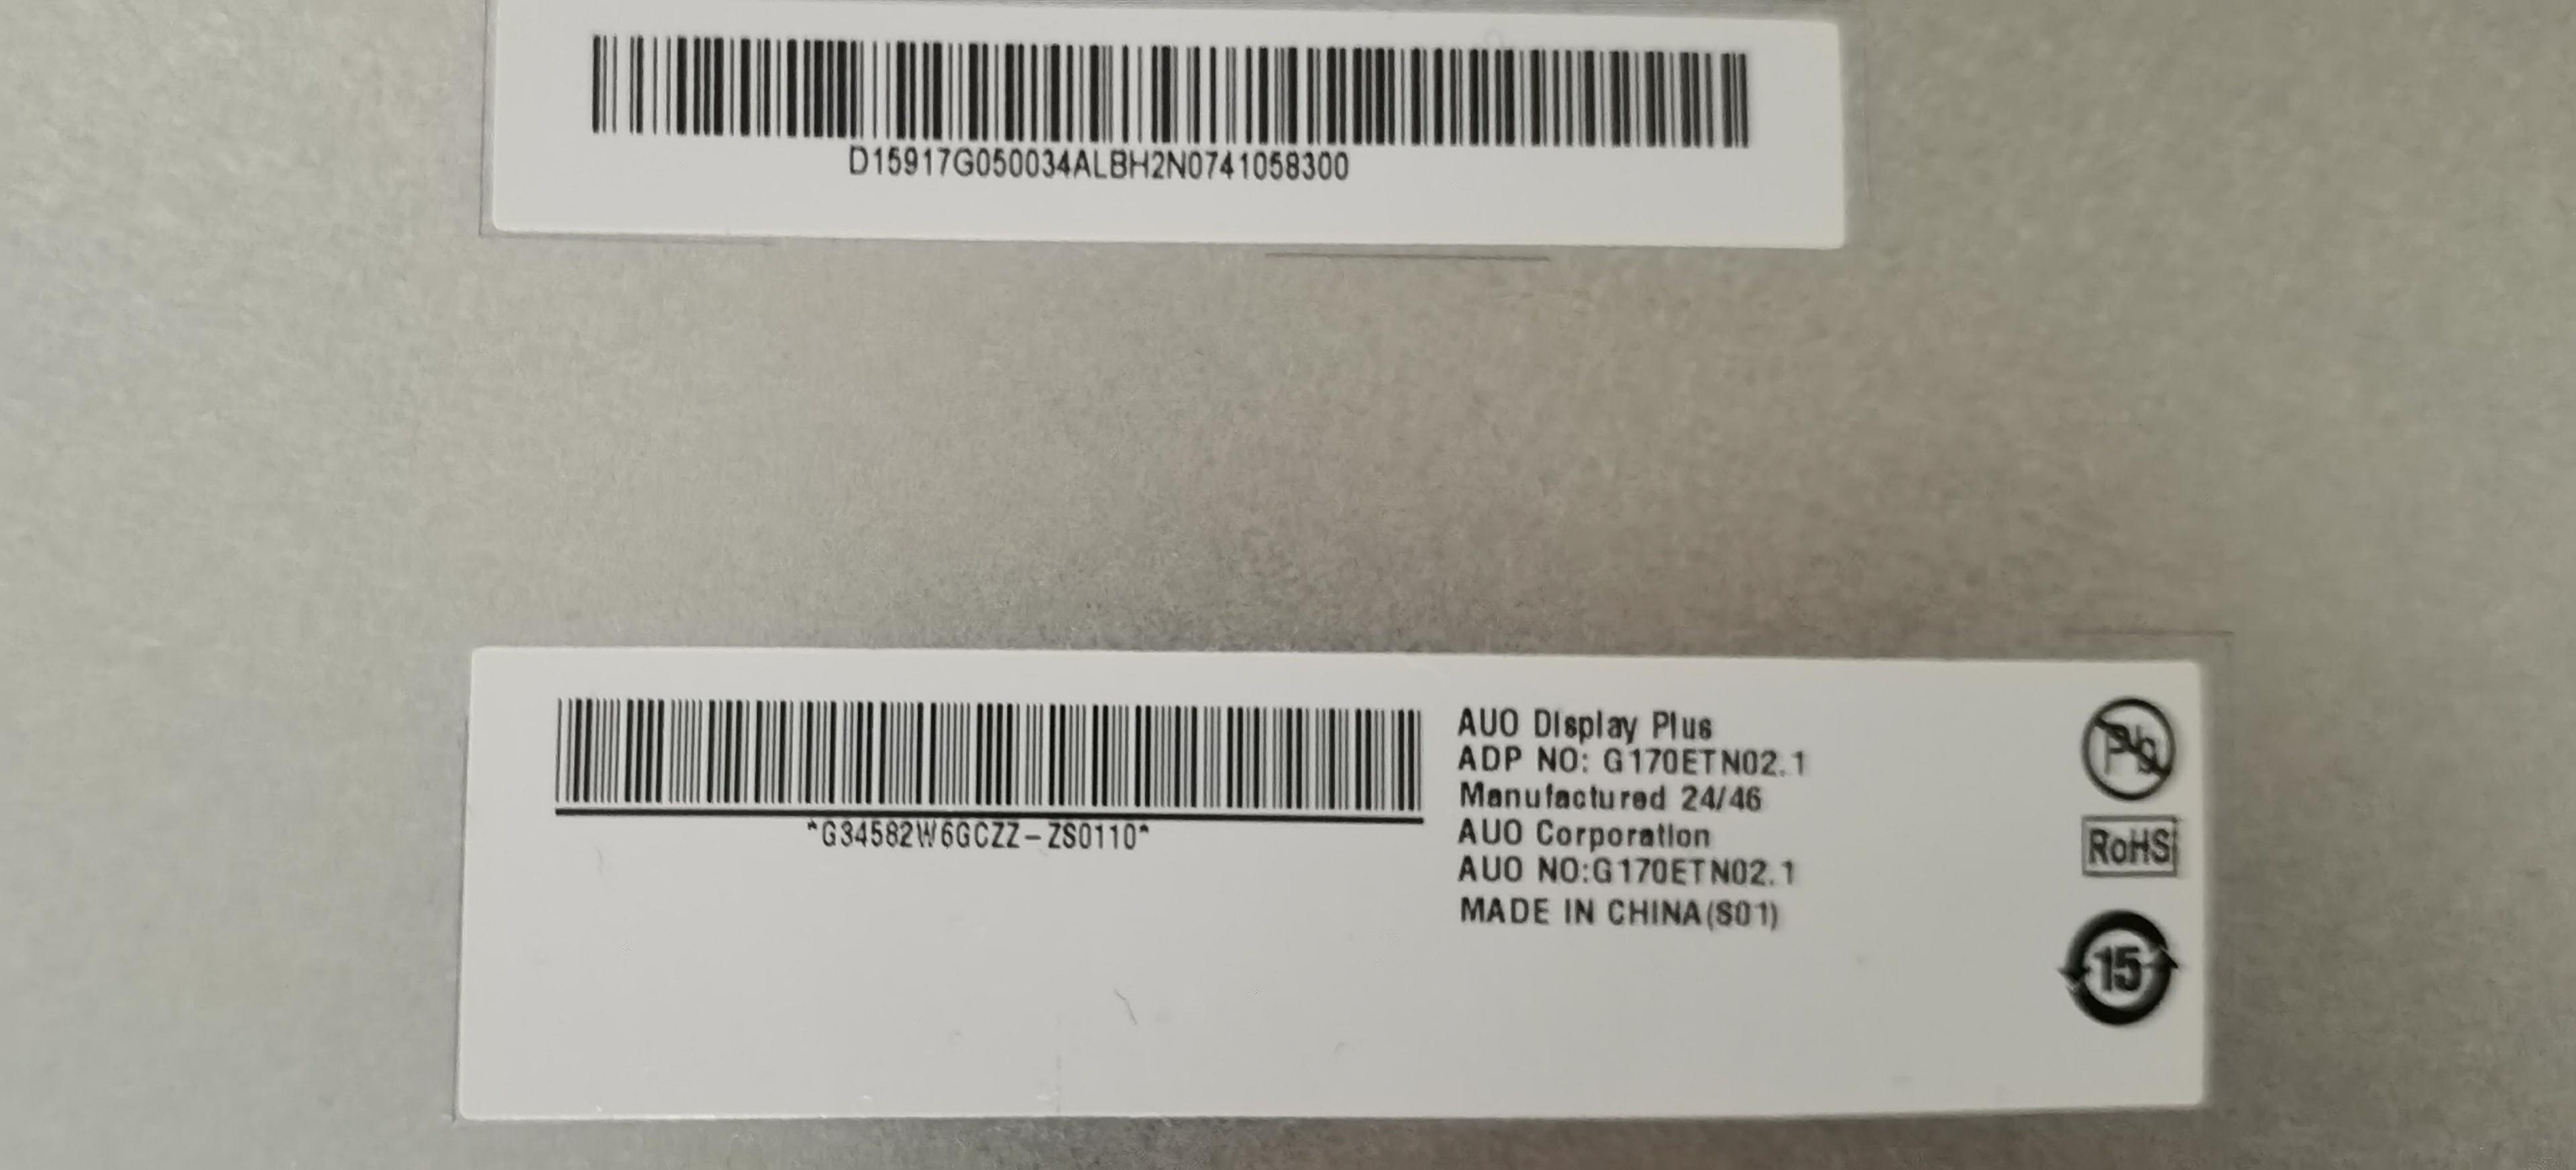 D15917G050034ALBH2N0741058300
*G34582W6GCZZ-ZS0110*
AUO Display Plus
ADP NO: G170ETN02.1
Manufactured 24/46
AUO Corporation
AUO NO:G170ETN02.1
MADE IN CHINA(S01)
Pb
RoHS
15